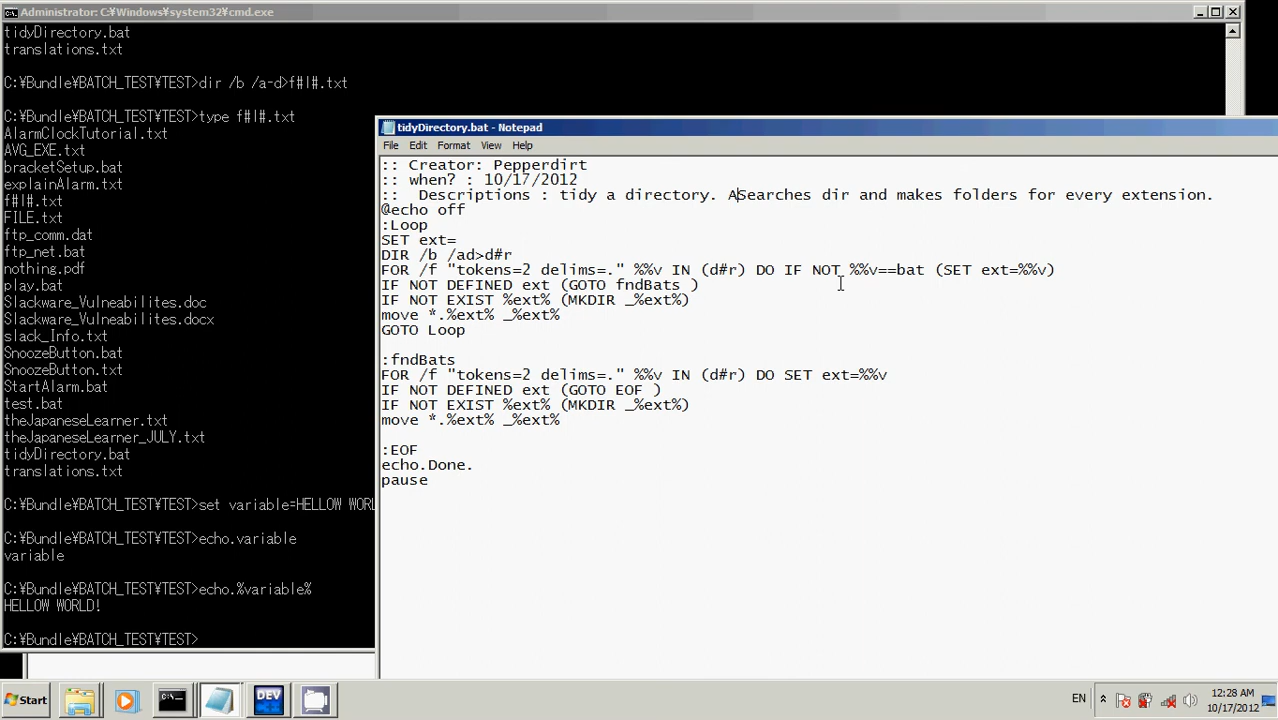 Administrator: C:¥Windows¥system32¥cmd.exe
tidyDirectory.bat
translations.txt
C:¥Bundle¥BATCH_TEST¥TEST>dir /b /a-d>f#l#.txt
C:¥Bundle¥BATCH_TEST¥TEST>type f#l#.txt
AlarmClockTutorial.txt
AVG_EXE.txt
bracketSetup.bat
explainAlarm.txt
f#l#.txt
FILE.txt
ftp_comm.dat
ftp_net.bat
nothing.pdf
play.bat
Slackware_Vulneabilites.doc
Slackware_Vulneabilites.docx
slack_Info.txt
SnoozeButton.bat
SnoozeButton.txt
StartAlarm.bat
test.bat
theJapaneseLearner.txt
theJapaneseLearner_JULY.txt
tidyDirectory.bat
translations.txt
C:¥Bundle¥BATCH_TEST¥TEST>set variable=HELLOW WORL
C:¥Bundle¥BATCH_TEST¥TEST>echo.variable
variable
C:¥Bundle¥BATCH_TEST¥TEST>echo.%variable%
HELLOW WORLD!
C:¥Bundle¥BATCH_TEST¥TEST>
tidyDirectory.bat - Notepad
File Edit Format View Help
:: Creator: Pepperdirt
:: when? : 10/17/2012
::  Descriptions : tidy a directory. ASearches dir and makes folders for every extension.
@echo off
:Loop
SET ext=
DIR /b /ad>d#r
FOR /f "tokens=2 delims=." %%v IN (d#r) DO IF NOT %%v==bat (SET ext=%%v)
IF NOT DEFINED ext (GOTO fndBats )
IF NOT EXIST %ext% (MKDIR _%ext%)
move *.%ext% _%ext%
GOTO Loop
:fndBats
FOR /f "tokens=2 delims=." %%v IN (d#r) DO SET ext=%%v
IF NOT DEFINED ext (GOTO EOF )
IF NOT EXIST %ext% (MKDIR _%ext%)
move *.%ext% _%ext%
:EOF
echo.Done.
pause
Start
DEV
EN
12:28 AM
10/17/2012